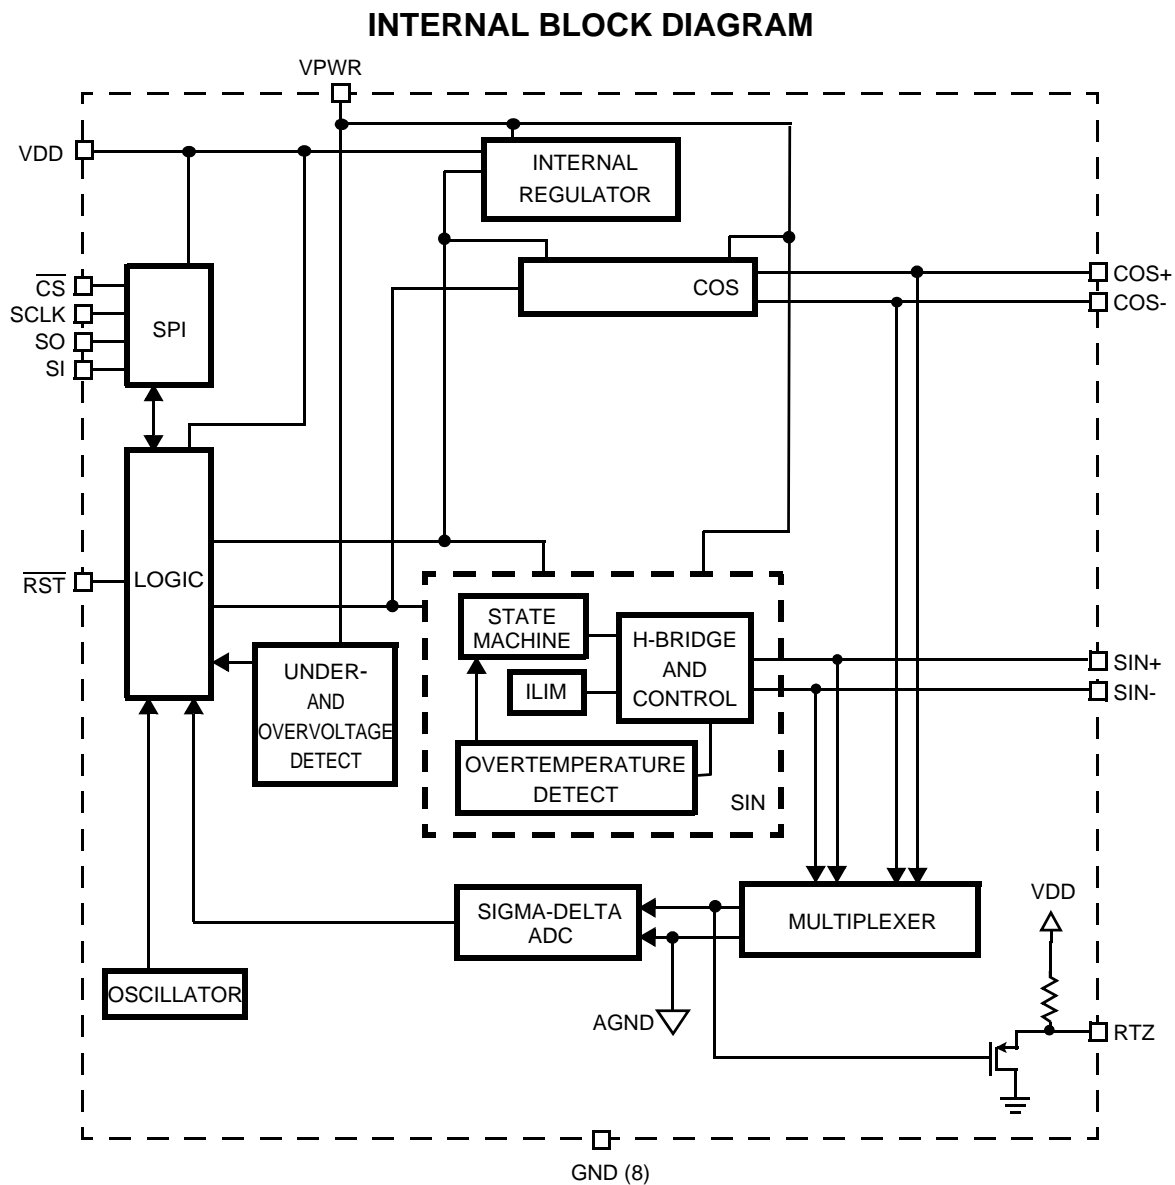 INTERNAL BLOCK DIAGRAM
VPWR
VDD
INTERNAL
REGULATOR
CS
SCLK
SO
SI
SPI
COS
COS+
COS-
RST
LOGIC
UNDER-
AND
OVERVOLTAGE
DETECT
STATE
MACHINE
ILIM
H-BRIDGE
AND
CONTROL
OVERTEMPERATURE
DETECT
SIN
SIN+
SIN-
SIGMA-DELTA
ADC
MULTIPLEXER
VDD
OSCILLATOR
AGND
RTZ
GND (8)